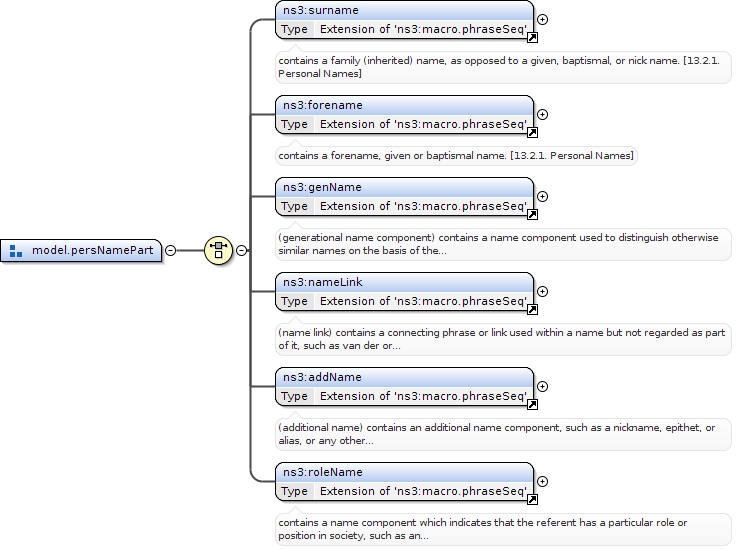 ns3:surname
Type Extension of 'ns3:macro.phraseSeq'
contains a family (inherited) name, as opposed to a given, baptismal, or nick name. [13.2.1.
Personal Names]
ns3:forename
Type Extension of 'ns3:macro.phraseSeq'
contains a forename, given or baptismal name. [13.2.1. Personal Names]
ns3:genName
Type Extension of 'ns3:macro.phraseSeq'
(generational name component) contains a name component used to distinguish otherwise
similar names on the basis of the...
model.persNamePart
ns3:nameLink
Type Extension of 'ns3:macro.phraseSeq'
(name link) contains a connecting phrase or link used within a name but not regarded as part
of it, such as van der or...
ns3:addName
Type Extension of 'ns3:macro.phraseSeq'
(additional name) contains an additional name component, such as a nickname, epithet, or
alias, or any other...
ns3:roleName
Type Extension of 'ns3:macro.phraseSeq'
contains a name component which indicates that the referent has a particular role or
position in society, such as an...